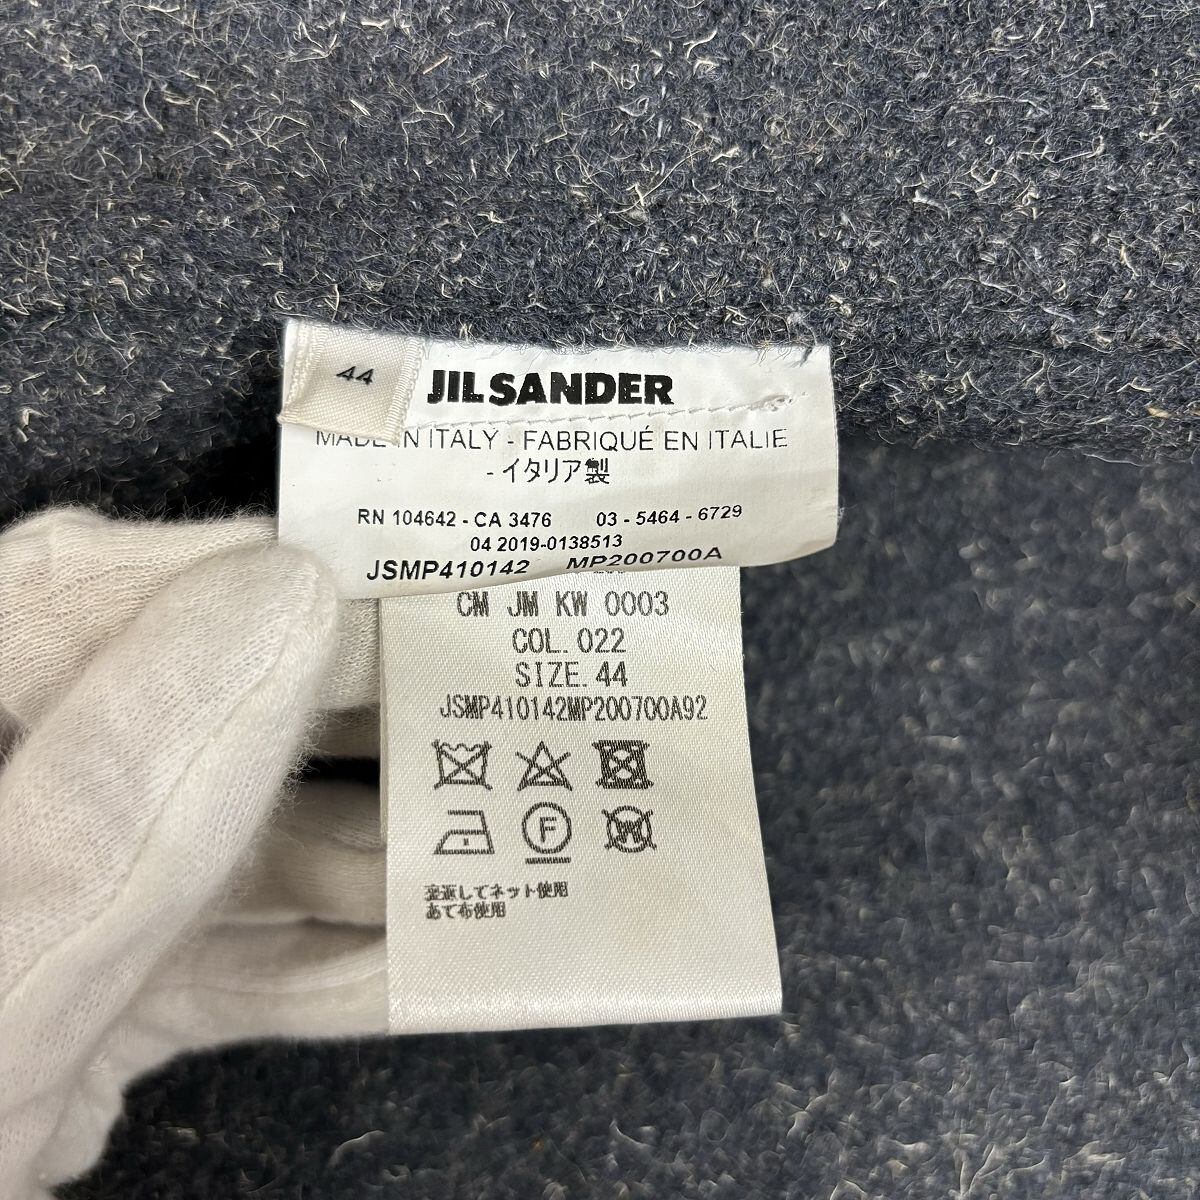 44
JIL SANDER
MADE IN ITALY - FABRIQUÉ EN ITALIE
- イタリア製
RN 104642 - CA 3476 03 - 5464 - 6729
04 2019-0138513
JSMP410142 MP200700A
CM JM KW 0003
COL. 022
SIZE. 44
JSMP410142MP200700A92
F
W
裏返してネット使用
あて布使用